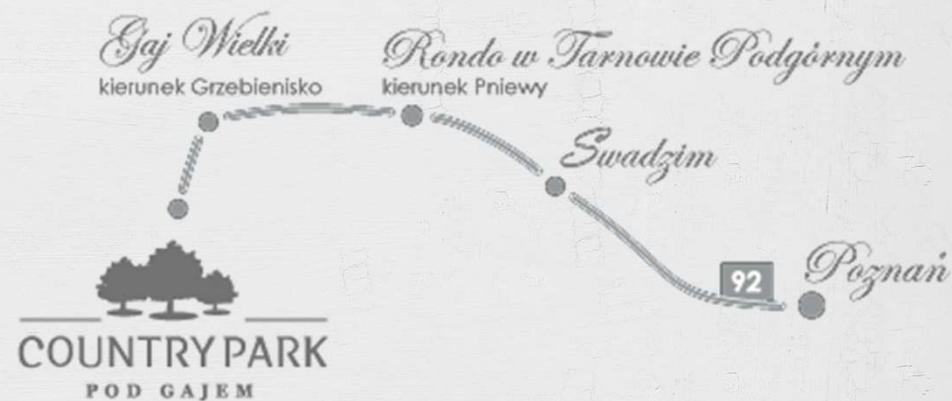 Gaj Wielki
kierunek Grzebienisko
Rondo w Tarnowie Podgórnym
kierunek Pniewy
Swadzim
92
Poznań
COUNTRY PARK
POD GAJEM